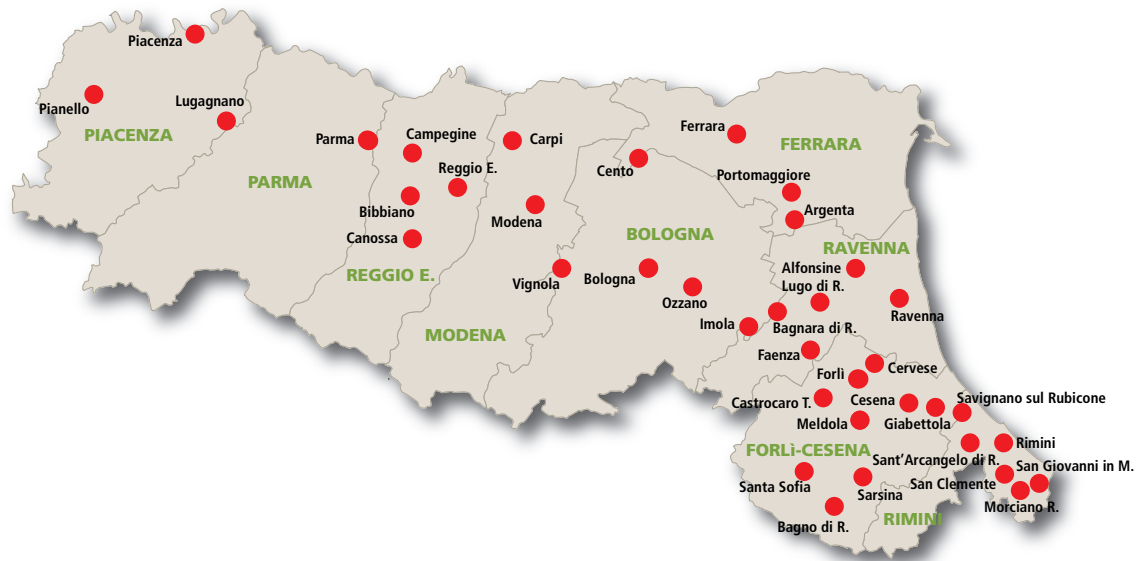 Piacenza
Pianello
Lugagnano
PIACENZA
Parma
PARMA
Campegine
Reggio E.
Bibbiano
Canossa
REGGIO E.
Carpi
Modena
Vignola
MODENA
Cento
BOLOGNA
Bologna
Ozzano
Imola
Ferrara
FERRARA
Portomaggiore
Argenta
RAVENNA
Alfonsine
Lugo di R.
Ravenna
Bagnara di R.
Faenza
Cervese
Forlì
Castrocaro T.
Cesena
Savignano sul Rubicone
Meldola
Giabettola
FORLì-CESENA
Sant'Arcangelo di R.
Rimini
San Giovanni in M.
Santa Sofia
Sarsina
San Clemente
Morciano R.
Bagno di R.
RIMINI